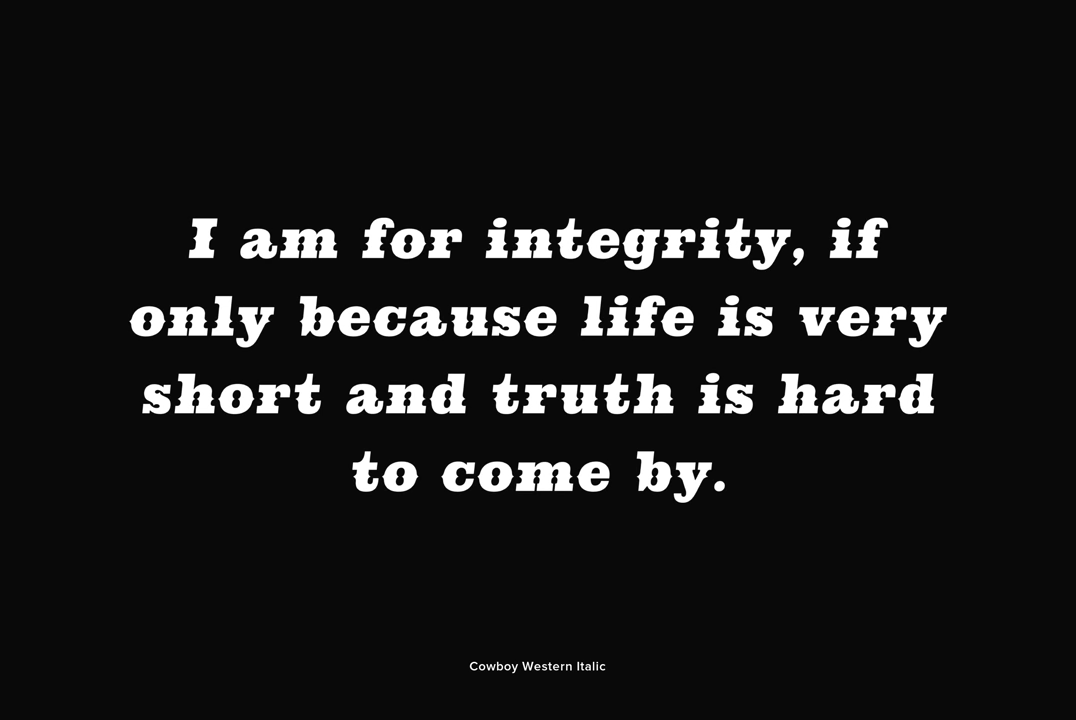 I am for integrity, if
only because life is very
short and truth is hard
to come by.
Cowboy Western Italic